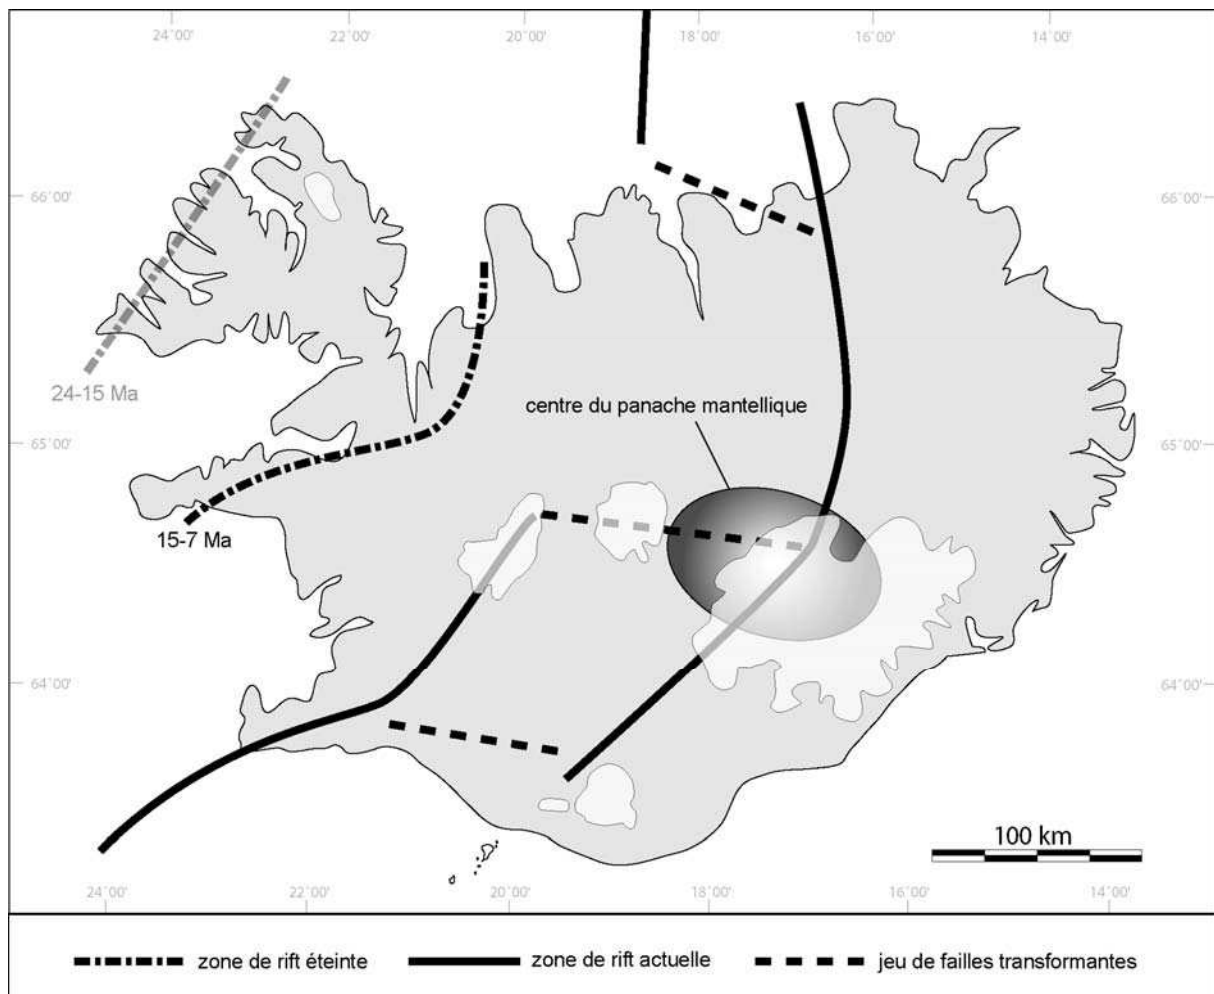 24°00' 22°00' 20°00' 18°00' 16°00' 14°00'
66°00' 66°00'
24-15 Ma
centre du panache mantellique
65°00' 65°00'
15-7 Ma
64°00' 64°00'
100 km
24°00' 22°00' 20°00' 18°00' 16°00' 14°00'
zone de rift éteinte zone de rift actuelle jeu de failles transformantes